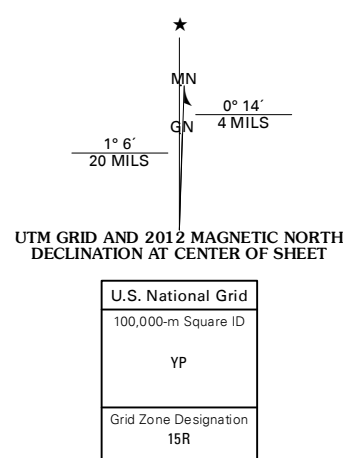 MN
GN
0° 14´
4 MILS
1° 6´
20 MILS
UTM GRID AND 2012 MAGNETIC NORTH
DECLINATION AT CENTER OF SHEET
U.S. National Grid
100,000-m Square ID
YP
Grid Zone Designation
15R